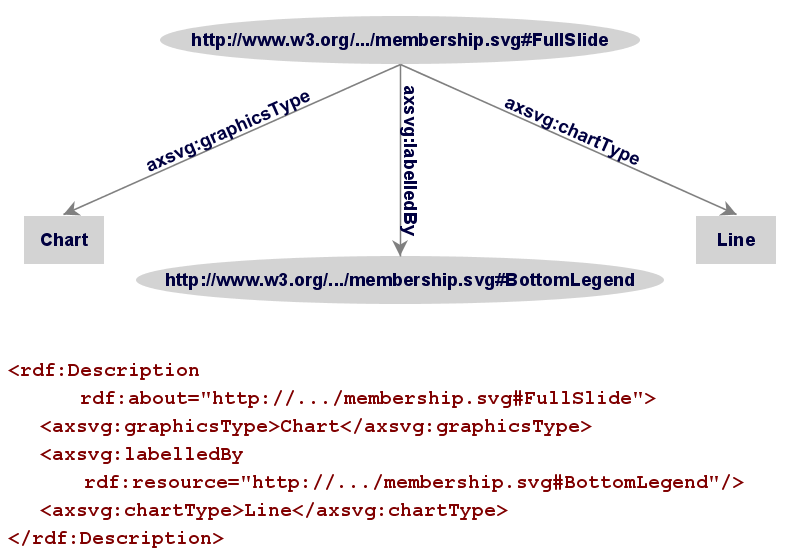 http://www.w3.org/.../membership.svg#FullSlide
axsvg:graphicsType
axsvg:labelledBy
axsvg:chartType
Chart
Line
http://www.w3.org/.../membership.svg#BottomLegend
<rdf:Description
rdf:about="http://.../membership.svg#FullSlide">
<axsvg:graphicsType>Chart</axsvg:graphicsType>
<axsvg:labelledBy
rdf:resource="http://.../membership.svg#BottomLegend"/>
<axsvg:chartType>Line</axsvg:chartType>
</rdf:Description>